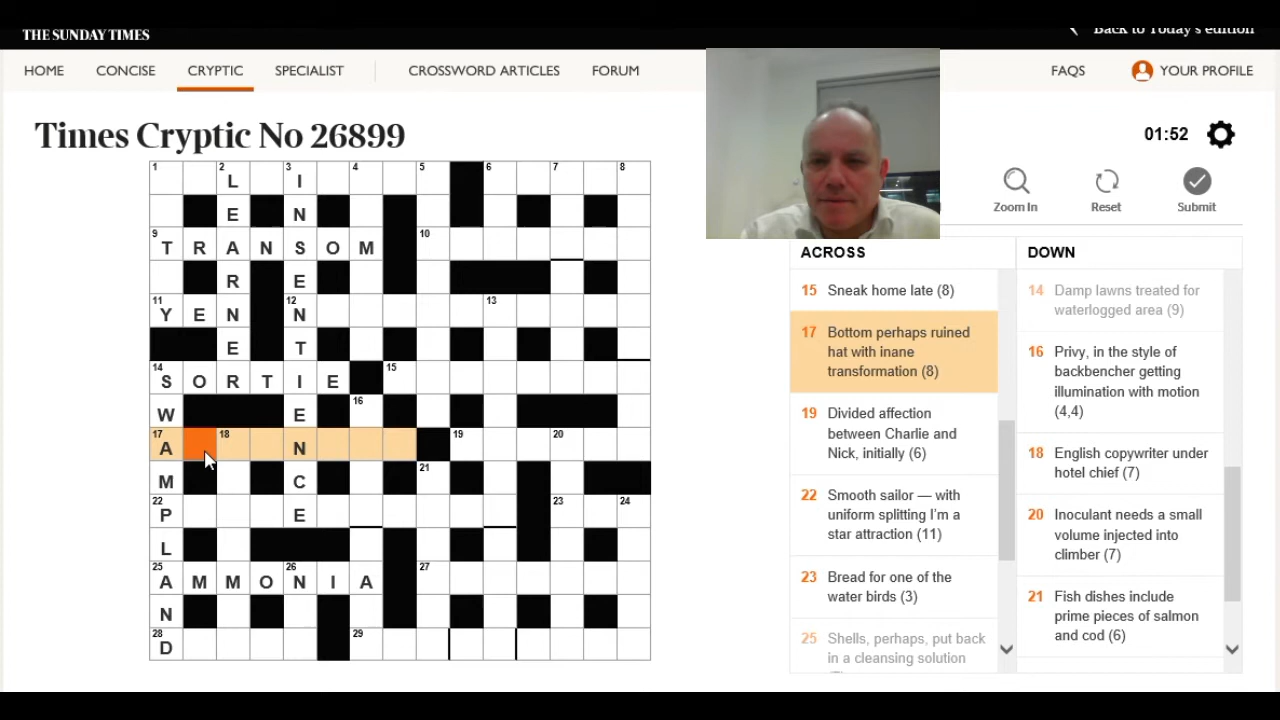 THE SUNDAY TIMES
Back to Today's edition
HOME CONCISE CRYPTIC SPECIALIST CROSSWORD ARTICLES FORUM FAQS YOUR PROFILE
Times Cryptic No 26899
01:52
Zoom In Reset Submit
1 2 L 3 I 4 5 6 7 8
E N
9 T R A N S O M 10
R E
11 Y E N 12 N 13
E T
14 S O R T I E 15
W E 16
17 A 18 N 19 20
M C 21
22 P E 23 24
L
25 A M M O 26 N I A 27
N
28 D 29
ACROSS
15 Sneak home late (8)
17 Bottom perhaps ruined
hat with inane
transformation (8)
19 Divided affection
between Charlie and
Nick, initially (6)
22 Smooth sailor — with
uniform splitting I'm a
star attraction (11)
23 Bread for one of the
water birds (3)
25 Shells, perhaps, put back
in a cleansing solution
DOWN
14 Damp lawns treated for
waterlogged area (9)
16 Privy, in the style of
backbencher getting
illumination with motion
(4,4)
18 English copywriter under
hotel chief (7)
20 Inoculant needs a small
volume injected into
climber (7)
21 Fish dishes include
prime pieces of salmon
and cod (6)